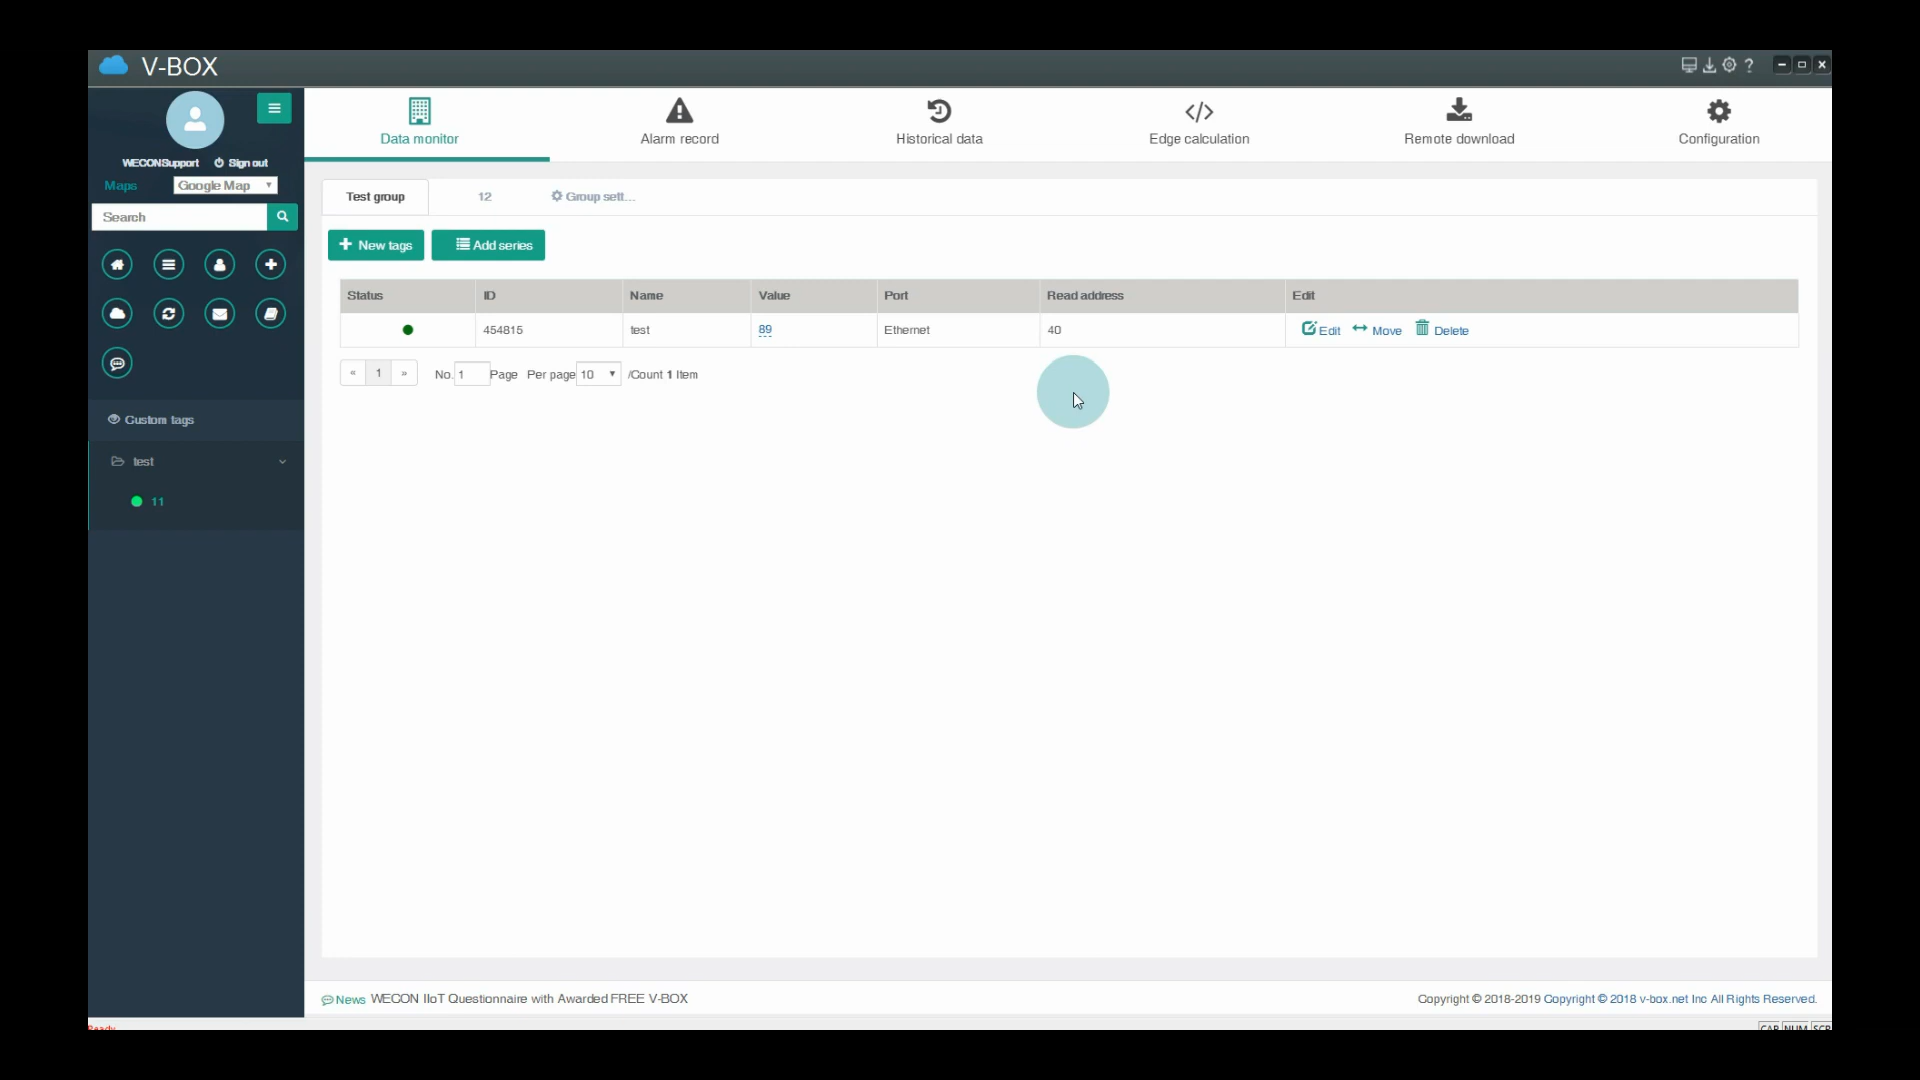 V-BOX
WECONSupport Sign out
Maps Google Map
Search
Custom tags
test
11
Data monitor
Alarm record
Historical data
Edge calculation
Remote download
Configuration
Test group 12 Group sett...
New tags Add series
Status ID Name Value Port Read address Edit
454815 test 89 Ethernet 40 Edit Move Delete
« 1 » No. 1 Page Per page 10 /Count 1 Item
News WECON IIoT Questionnaire with Awarded FREE V-BOX
Copyright © 2018-2019 Copyright © 2018 v-box.net Inc All Rights Reserved.
Ready
CAP NUM SCR